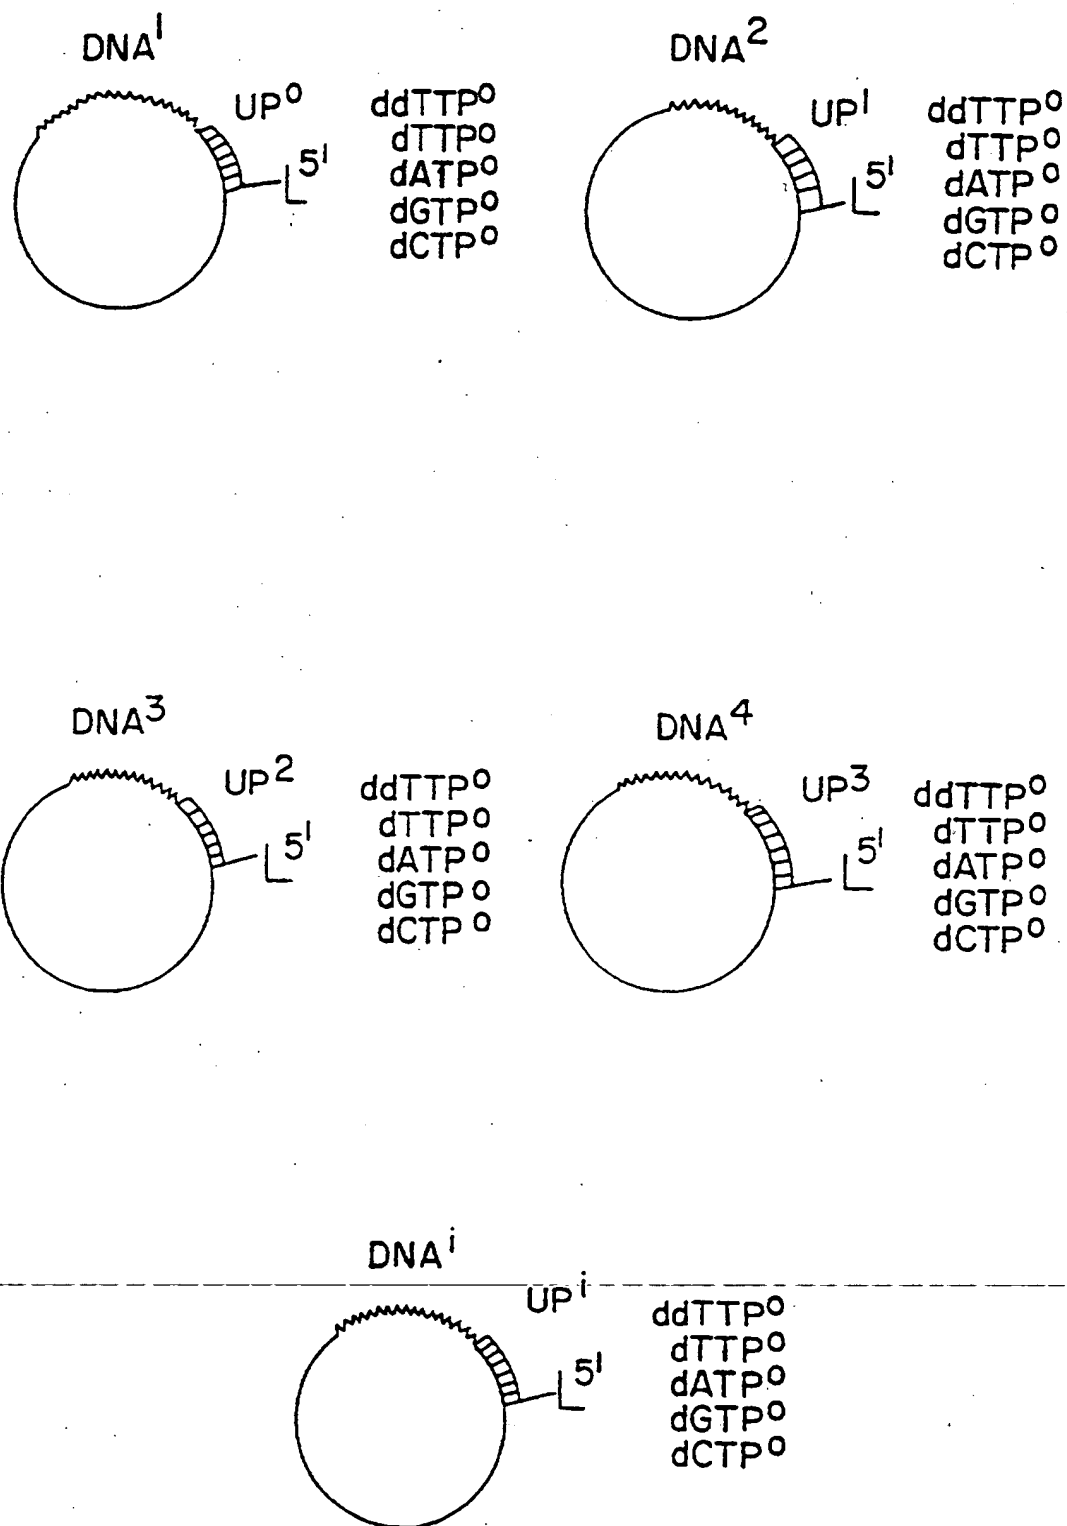 DNA¹
UP⁰
5'
L
ddTTP⁰
dTTP⁰
dATP⁰
dGTP⁰
dCTP⁰
DNA²
UP¹
5'
L
ddTTP⁰
dTTP⁰
dATP⁰
dGTP⁰
dCTP⁰
DNA³
UP²
5'
L
ddTTP⁰
dTTP⁰
dATP⁰
dGTP⁰
dCTP⁰
DNA⁴
UP³
5'
L
ddTTP⁰
dTTP⁰
dATP⁰
dGTP⁰
dCTP⁰
DNAⁱ
UPⁱ
5'
L
ddTTP⁰
dTTP⁰
dATP⁰
dGTP⁰
dCTP⁰